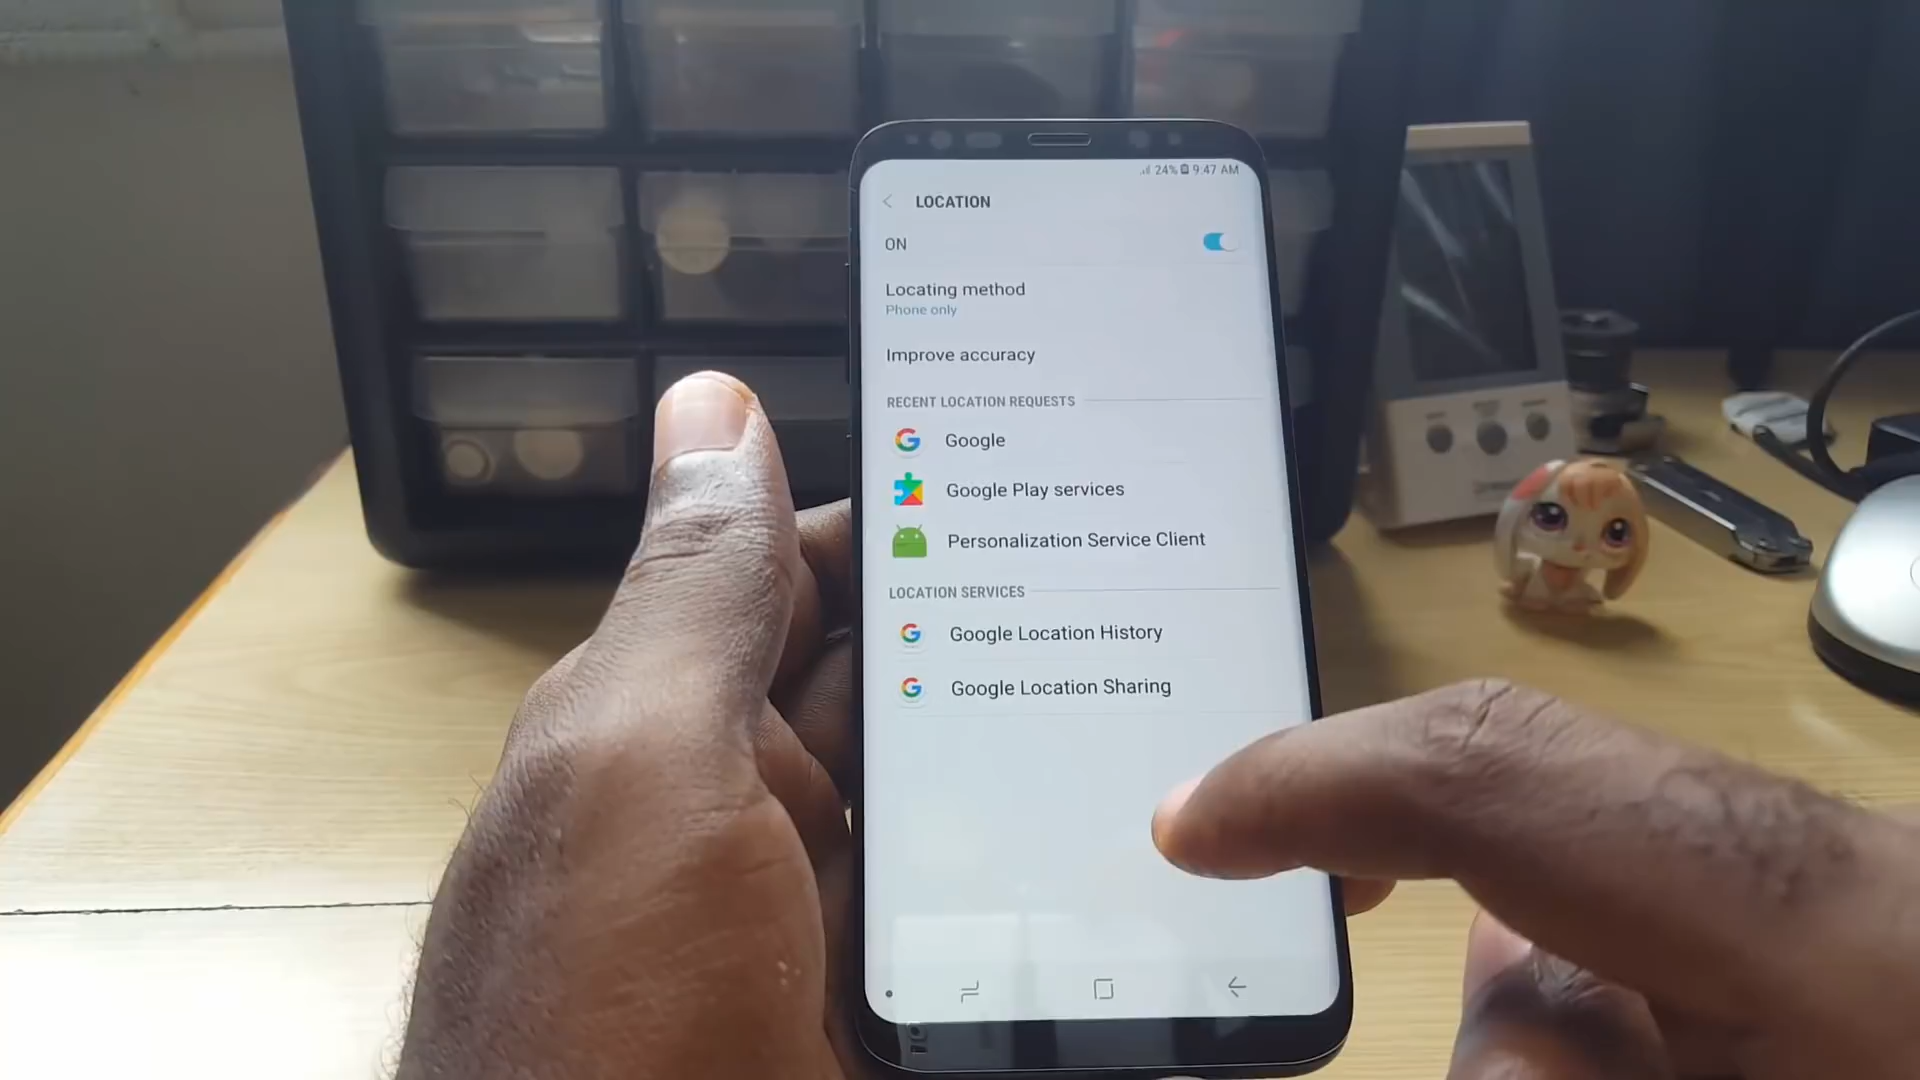 24% 9:47 AM
LOCATION
ON
Locating method
Phone only
Improve accuracy
RECENT LOCATION REQUESTS
Google
Google Play services
Personalization Service Client
LOCATION SERVICES
Google Location History
Google Location Sharing